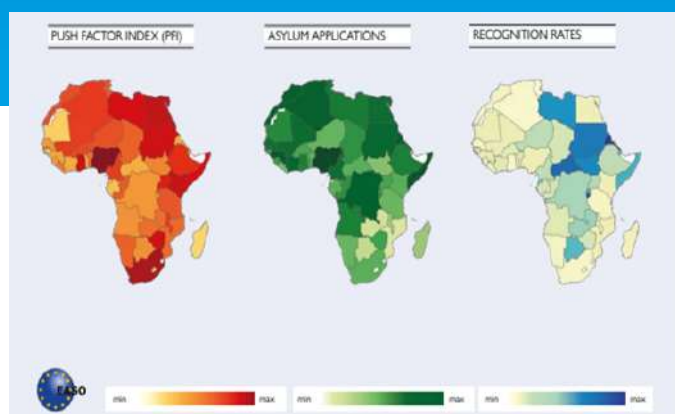 PUSH FACTOR INDEX (PFI)
ASYLUM APPLICATIONS
RECOGNITION RATES
EASO
min
max
min
max
min
max